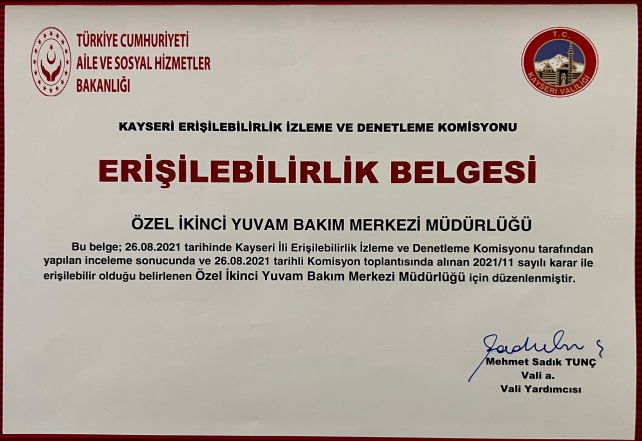 TÜRKİYE CUMHURİYETİ
AİLE VE SOSYAL HİZMETLER
BAKANLIĞI
T.C.
KAYSERİ VALİLİĞİ
KAYSERİ ERİŞİLEBİLİRLİK İZLEME VE DENETLEME KOMİSYONU
ERİŞİLEBİLİRLİK BELGESİ
ÖZEL İKİNCİ YUVAM BAKIM MERKEZİ MÜDÜRLÜĞÜ
Bu belge; 26.08.2021 tarihinde Kayseri İli Erişilebilirlik İzleme ve Denetleme Komisyonu tarafından
yapılan inceleme sonucunda ve 26.08.2021 tarihli Komisyon toplantısında alınan 2021/11 sayılı karar ile
erişilebilir olduğu belirlenen Özel İkinci Yuvam Bakım Merkezi Müdürlüğü için düzenlenmiştir.
Mehmet Sadık TUNÇ
Vali a.
Vali Yardımcısı